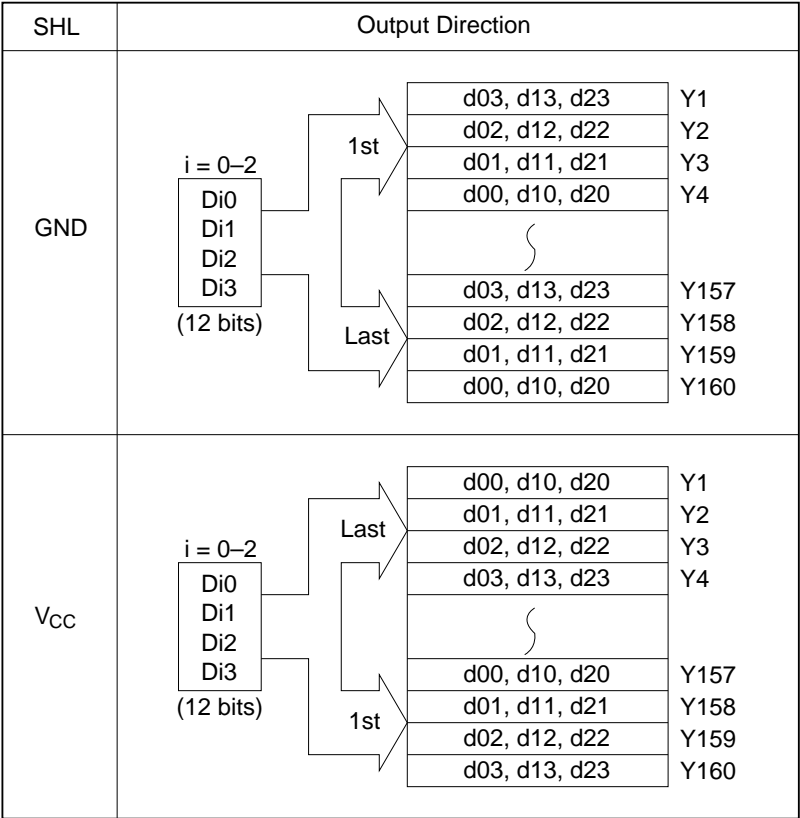 SHL Output Direction
GND
i = 0–2
Di0
Di1
Di2
Di3
(12 bits)
1st
Last
d03, d13, d23 Y1
d02, d12, d22 Y2
d01, d11, d21 Y3
d00, d10, d20 Y4
d03, d13, d23 Y157
d02, d12, d22 Y158
d01, d11, d21 Y159
d00, d10, d20 Y160
VCC
i = 0–2
Di0
Di1
Di2
Di3
(12 bits)
Last
1st
d00, d10, d20 Y1
d01, d11, d21 Y2
d02, d12, d22 Y3
d03, d13, d23 Y4
d00, d10, d20 Y157
d01, d11, d21 Y158
d02, d12, d22 Y159
d03, d13, d23 Y160